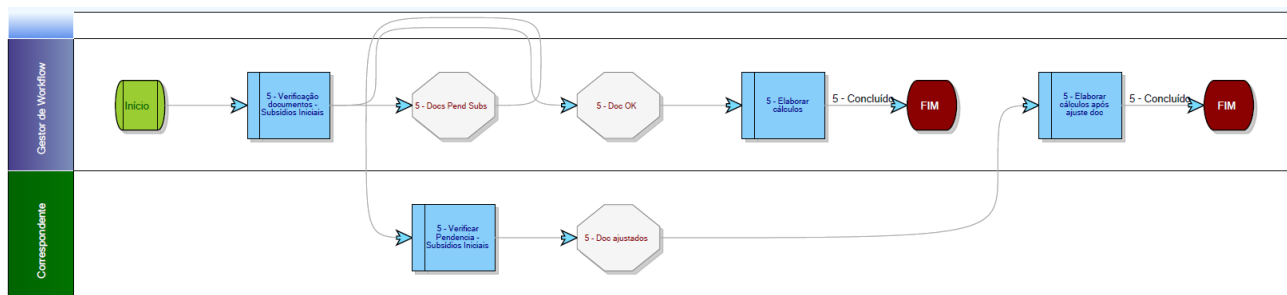 Gestor de Workflow
Início
5 - Verificação
documentos -
Subsídios Iniciais
5 - Docs Pend Subs
5 - Doc OK
5 - Elaborar
cálculos
5 - Concluído
FIM
5 - Elaborar
cálculos após
ajuste doc
5 - Concluído
FIM
Correspondente
5 - Verificar
Pendencia -
Subsídios Iniciais
5 - Doc ajustados